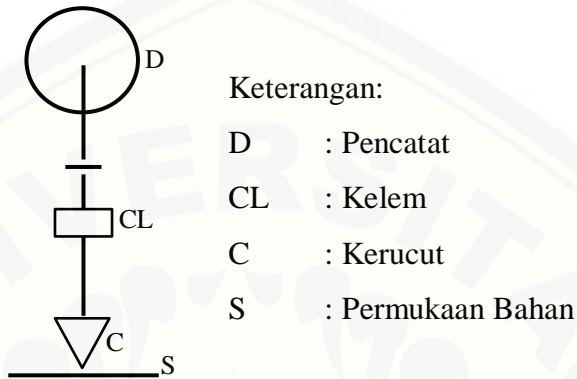 D
Keterangan:
D : Pencatat
CL : Kelem
CL
C : Kerucut
S : Permukaan Bahan
C
S